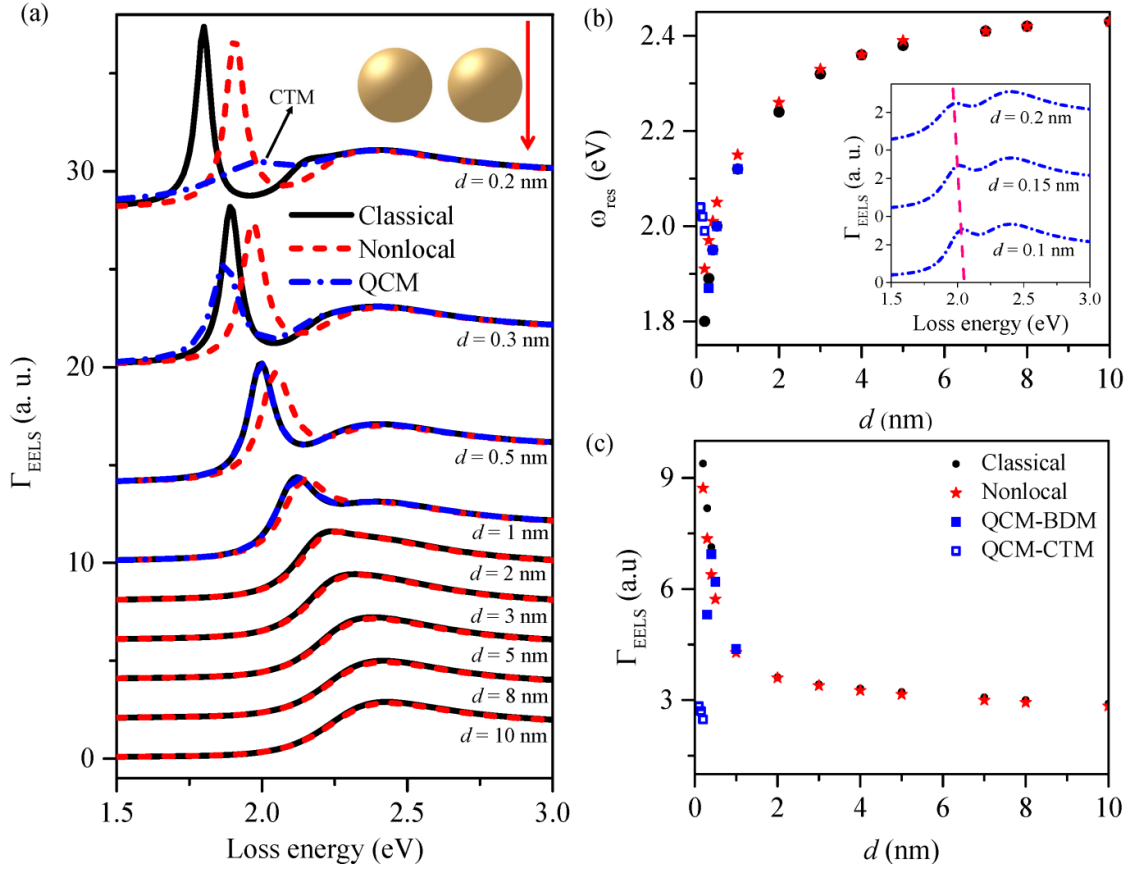 (a)
CTM
d = 0.2 nm
Classical
Nonlocal
QCM
d = 0.3 nm
d = 0.5 nm
d = 1 nm
d = 2 nm
d = 3 nm
d = 5 nm
d = 8 nm
d = 10 nm
30
20
10
0
Γ_EELS (a. u.)
1.5 2.0 2.5 3.0
Loss energy (eV)
(b)
2.4
2.2
2.0
1.8
ω_res (eV)
0 2 4 6 8 10
d (nm)
2
0
2
0
2
0
d = 0.2 nm
d = 0.15 nm
d = 0.1 nm
Γ_EELS (a. u.)
1.5 2.0 2.5 3.0
Loss energy (eV)
(c)
Classical
Nonlocal
QCM-BDM
QCM-CTM
9
6
3
Γ_EELS (a.u)
0 2 4 6 8 10
d (nm)